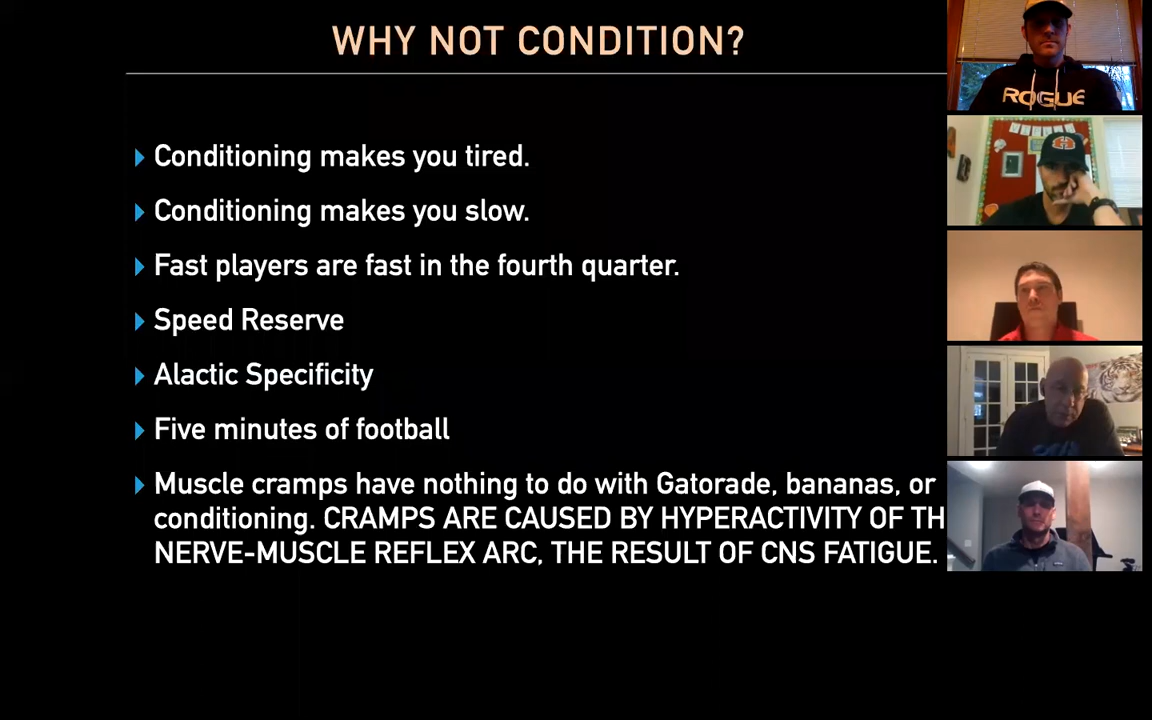 WHY NOT CONDITION?
Conditioning makes you tired.
Conditioning makes you slow.
Fast players are fast in the fourth quarter.
Speed Reserve
Alactic Specificity
Five minutes of football
Muscle cramps have nothing to do with Gatorade, bananas, or
conditioning. CRAMPS ARE CAUSED BY HYPERACTIVITY OF TH
NERVE-MUSCLE REFLEX ARC, THE RESULT OF CNS FATIGUE.
ROGUE